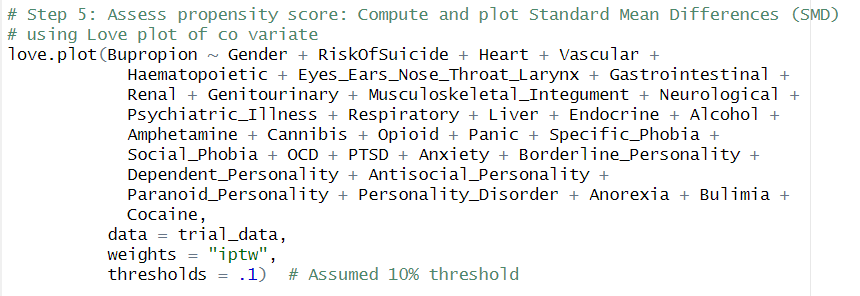 # Step 5: Assess propensity score: Compute and plot Standard Mean Differences (SMD)
# using Love plot of co variate
love.plot(Bupropion ~ Gender + RiskOfSuicide + Heart + Vascular +
Haematopoietic + Eyes_Ears_Nose_Throat_Larynx + Gastrointestinal +
Renal + Genitourinary + Musculoskeletal_Integument + Neurological +
Psychiatric_Illness + Respiratory + Liver + Endocrine + Alcohol +
Amphetamine + Cannibis + Opioid + Panic + Specific_Phobia +
Social_Phobia + OCD + PTSD + Anxiety + Borderline_Personality +
Dependent_Personality + Antisocial_Personality +
Paranoid_Personality + Personality_Disorder + Anorexia + Bulimia +
Cocaine,
data = trial_data,
weights = "iptw",
thresholds = .1)  # Assumed 10% threshold